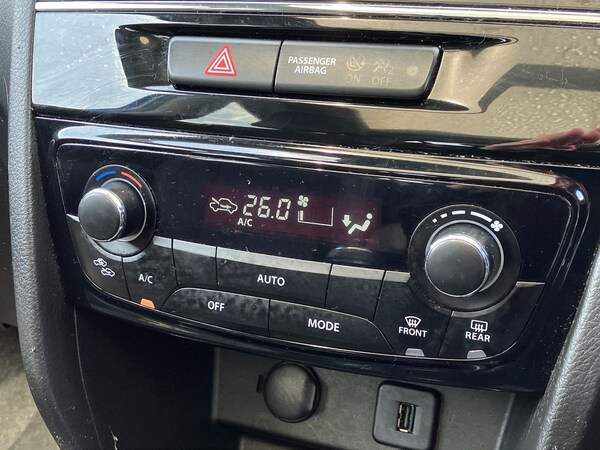 PASSENGER
AIRBAG
ON
OFF
26.0
A/C
A/C
AUTO
OFF
MODE
FRONT
REAR